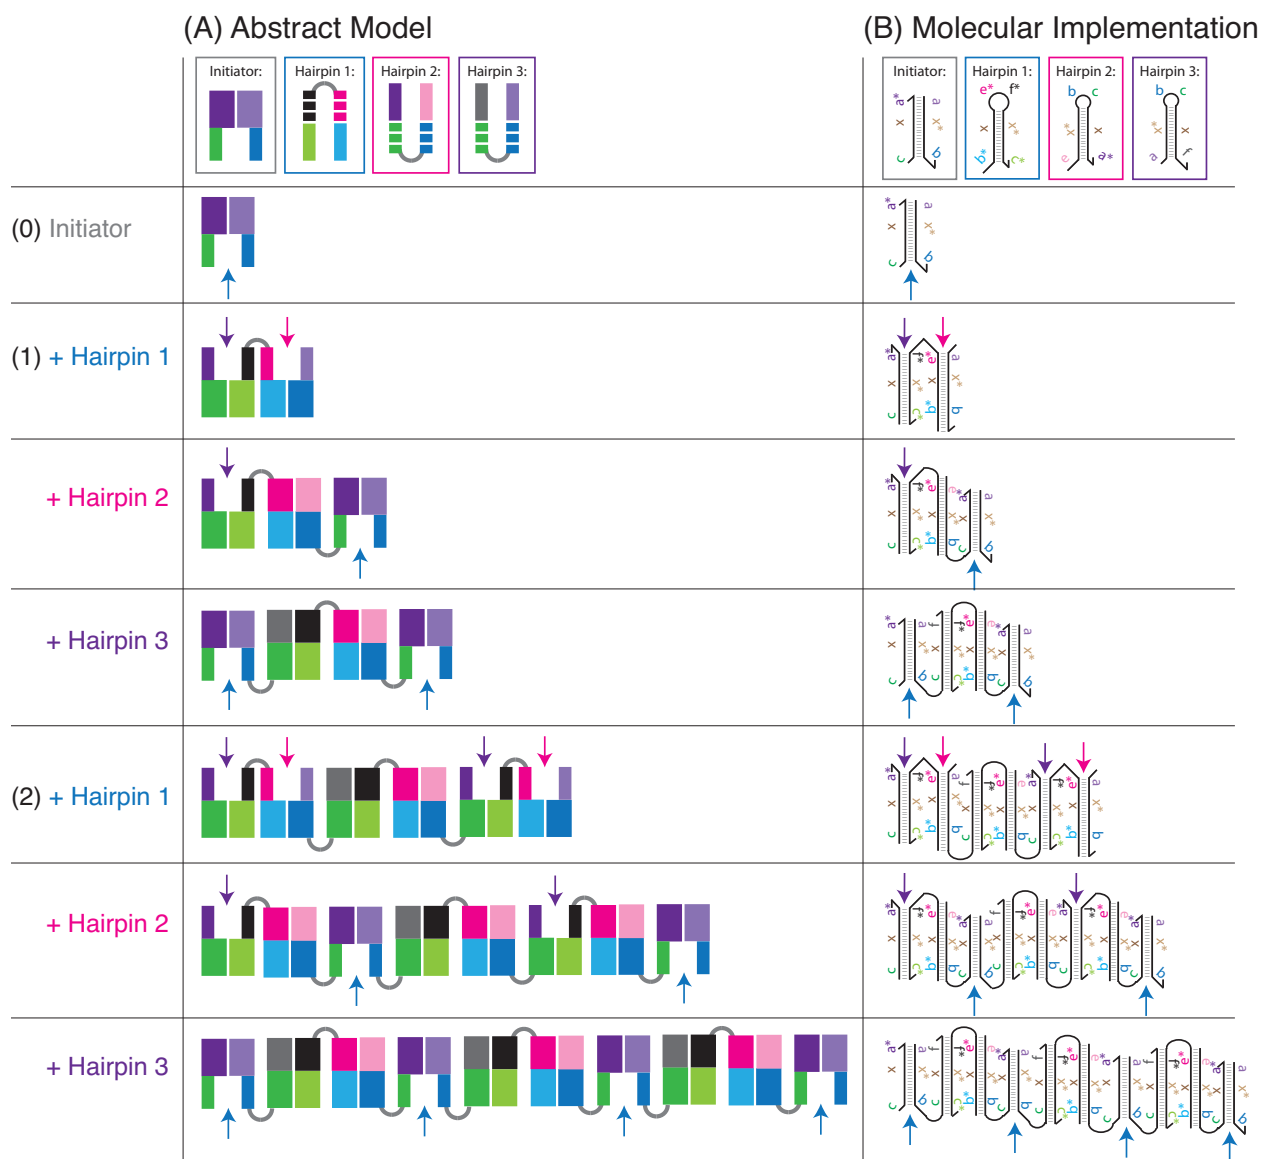 (A) Abstract Model
(B) Molecular Implementation
Initiator:
Hairpin 1:
Hairpin 2:
Hairpin 3:
Initiator:
a* a
x x*
c b
Hairpin 1:
e* f*
x x*
b* c*
Hairpin 2:
b c
x* x
e a*
Hairpin 3:
b c
x* x
a f
(0) Initiator
a* a
x x*
c b
(1) + Hairpin 1
a* f* e* a
x x* x x*
c c* b* b
+ Hairpin 2
a* f* e* e a* a
x x* x x* x x*
c c* b* b c b
+ Hairpin 3
a* a f f* e* e a* a
x x* x x* x x* x x*
c b c c* b* b c b
(2) + Hairpin 1
a* f* e* a f f* e* e a* f* e* a
x x* x x* x x* x x* x x* x x*
c c* b* b c c* b* b c c* b* b
+ Hairpin 2
a* f* e* e a* a f f* e* e a* f* e* e a* a
x x* x x* x x* x x* x x* x x* x x* x x*
c c* b* b c b c c* b* b c c* b* b c b
+ Hairpin 3
a* a f f* e* e a* a f f* e* e a* a f f* e* e a* a
x x* x x* x x* x x* x x* x x* x x* x x* x x* x x*
c b c c* b* b c b c c* b* b c b c c* b* b c b